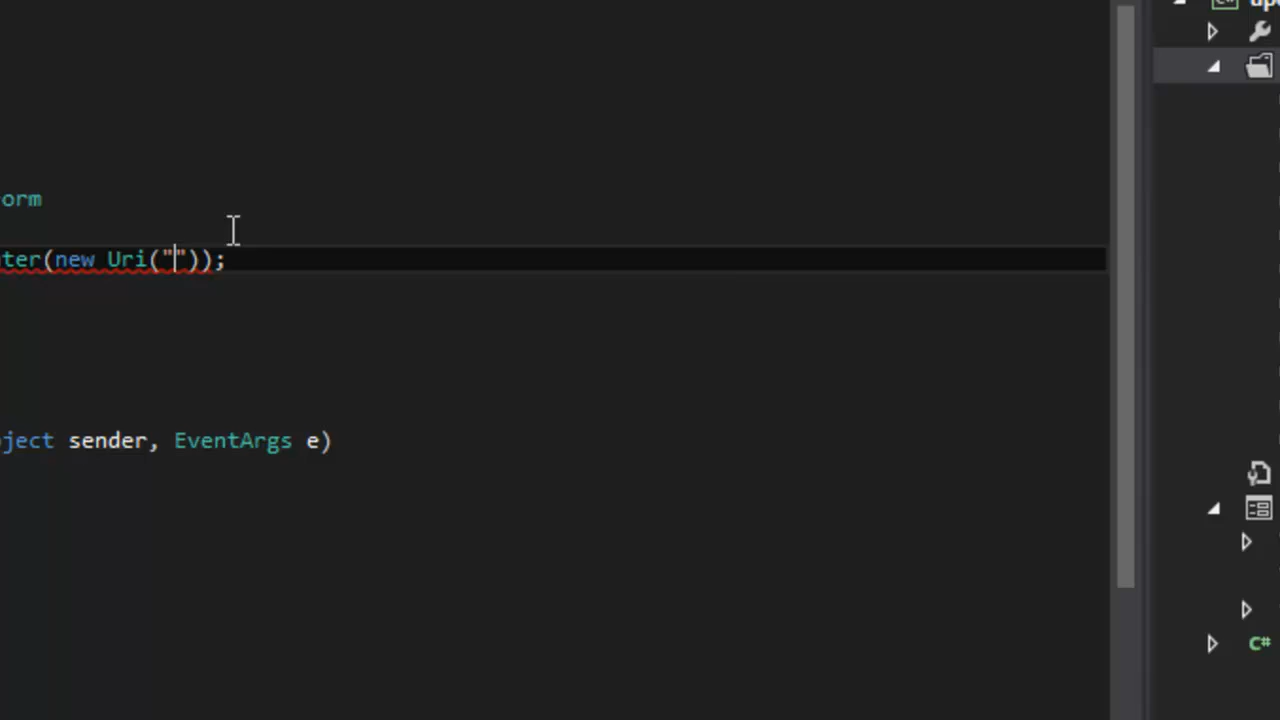 orm
ter(new Uri(""));
ject sender, EventArgs e)
C#